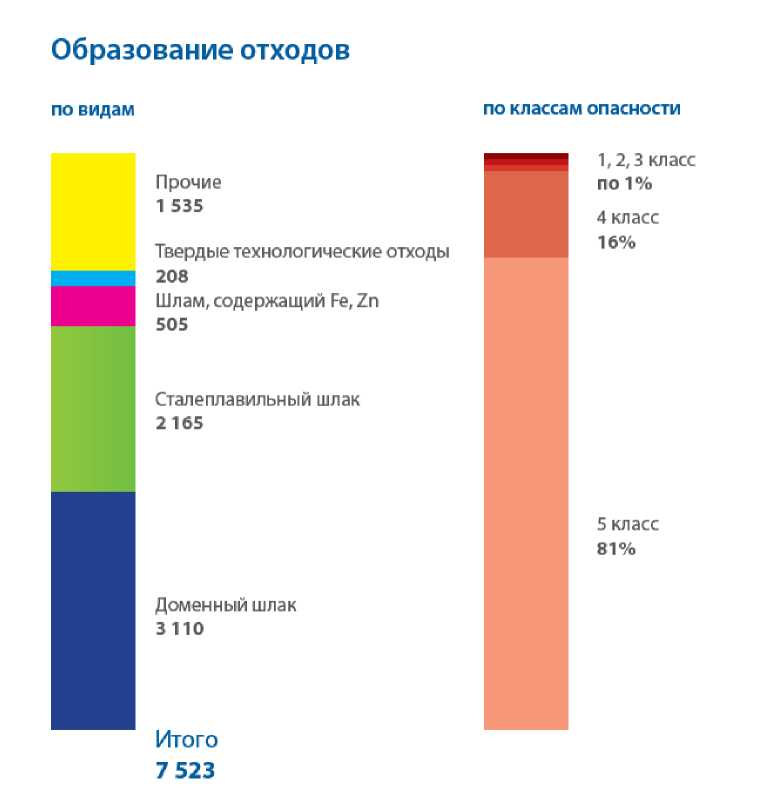 Образование отходов
по видам
Прочие
1 535
Твердые технологические отходы
208
Шлам, содержащий Fe, Zn
505
Сталеплавильный шлак
2 165
Доменный шлак
3 110
Итого
7 523
по классам опасности
1, 2, 3 класс
по 1%
4 класс
16%
5 класс
81%